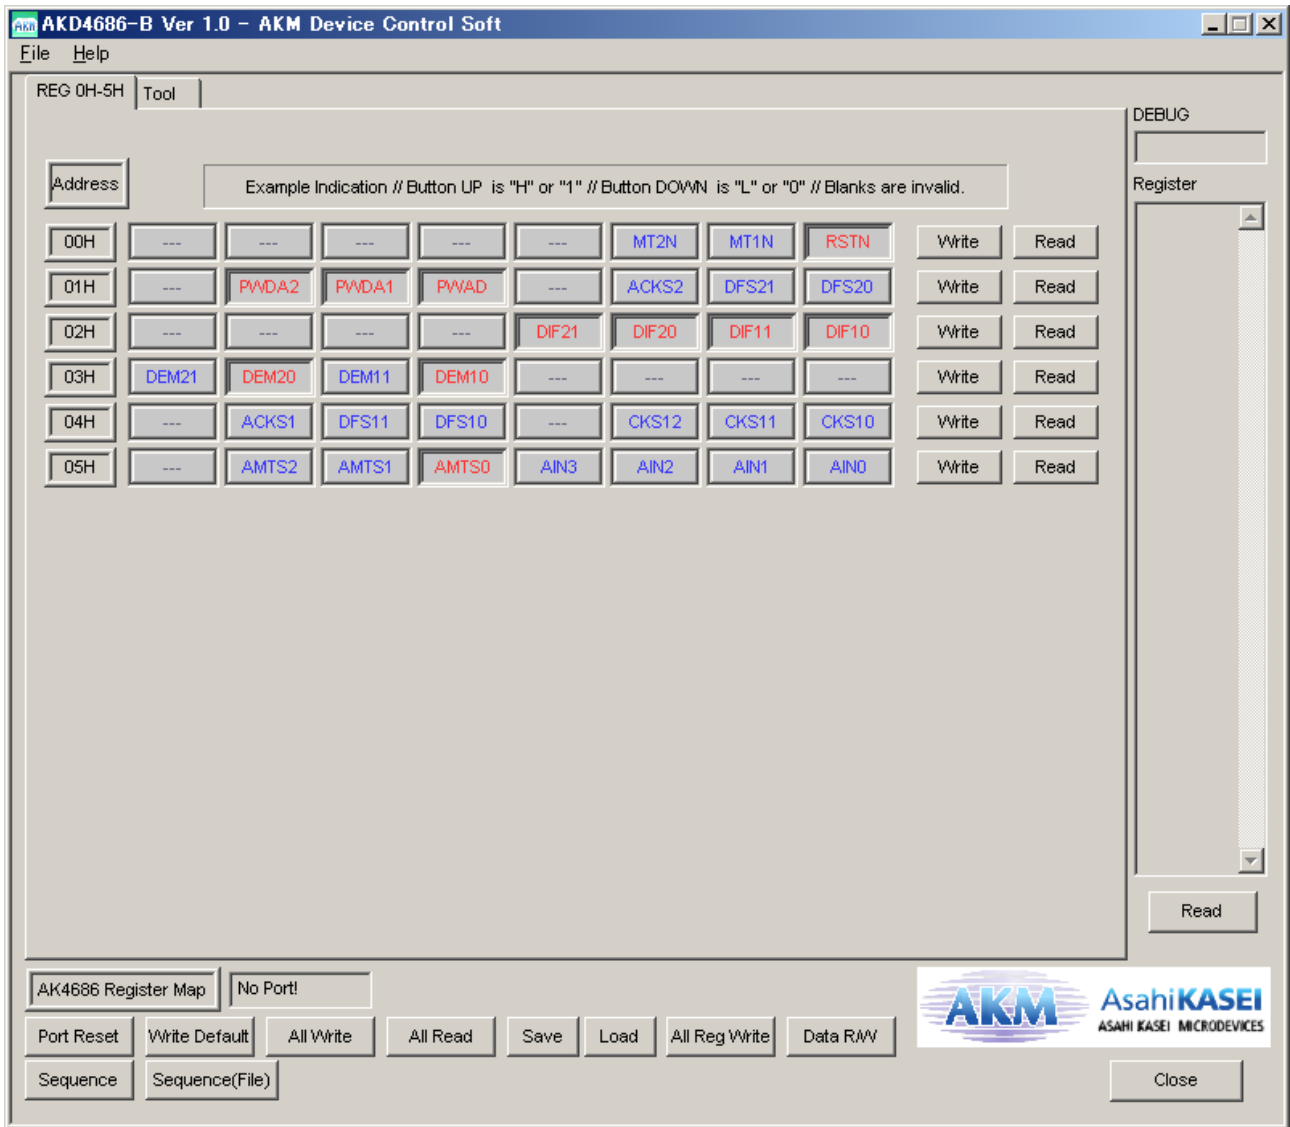 AKM AKD4686-B Ver 1.0 - AKM Device Control Soft
File Help
REG 0H-5H Tool
DEBUG
Address Example Indication // Button UP is "H" or "1" // Button DOWN is "L" or "0" // Blanks are invalid.
Register
00H --- --- --- --- --- MT2N MT1N RSTN Write Read
01H --- PWDA2 PWDA1 PWAD --- ACKS2 DFS21 DFS20 Write Read
02H --- --- --- --- DIF21 DIF20 DIF11 DIF10 Write Read
03H DEM21 DEM20 DEM11 DEM10 --- --- --- --- Write Read
04H --- ACKS1 DFS11 DFS10 --- CKS12 CKS11 CKS10 Write Read
05H --- AMTS2 AMTS1 AMTS0 AIN3 AIN2 AIN1 AIN0 Write Read
Read
AK4686 Register Map No Port!
AKM AsahiKASEI
ASAHI KASEI MICRODEVICES
Port Reset Write Default All Write All Read Save Load All Reg Write Data R/W
Sequence Sequence(File) Close